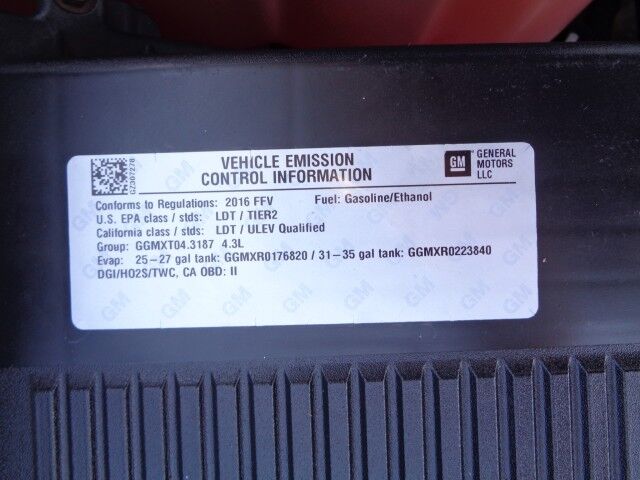 VEHICLE EMISSION
CONTROL INFORMATION
GM GENERAL MOTORS LLC
Conforms to Regulations: 2016 FFV Fuel: Gasoline/Ethanol
U.S. EPA class / stds: LDT / TIER2
California class / stds: LDT / ULEV Qualified
Group: GGMXT04.3187 4.3L
Evap: 25-27 gal tank: GGMXR0176820 / 31-35 gal tank: GGMXR0223840
DGI/HO2S/TWC, CA OBD: II